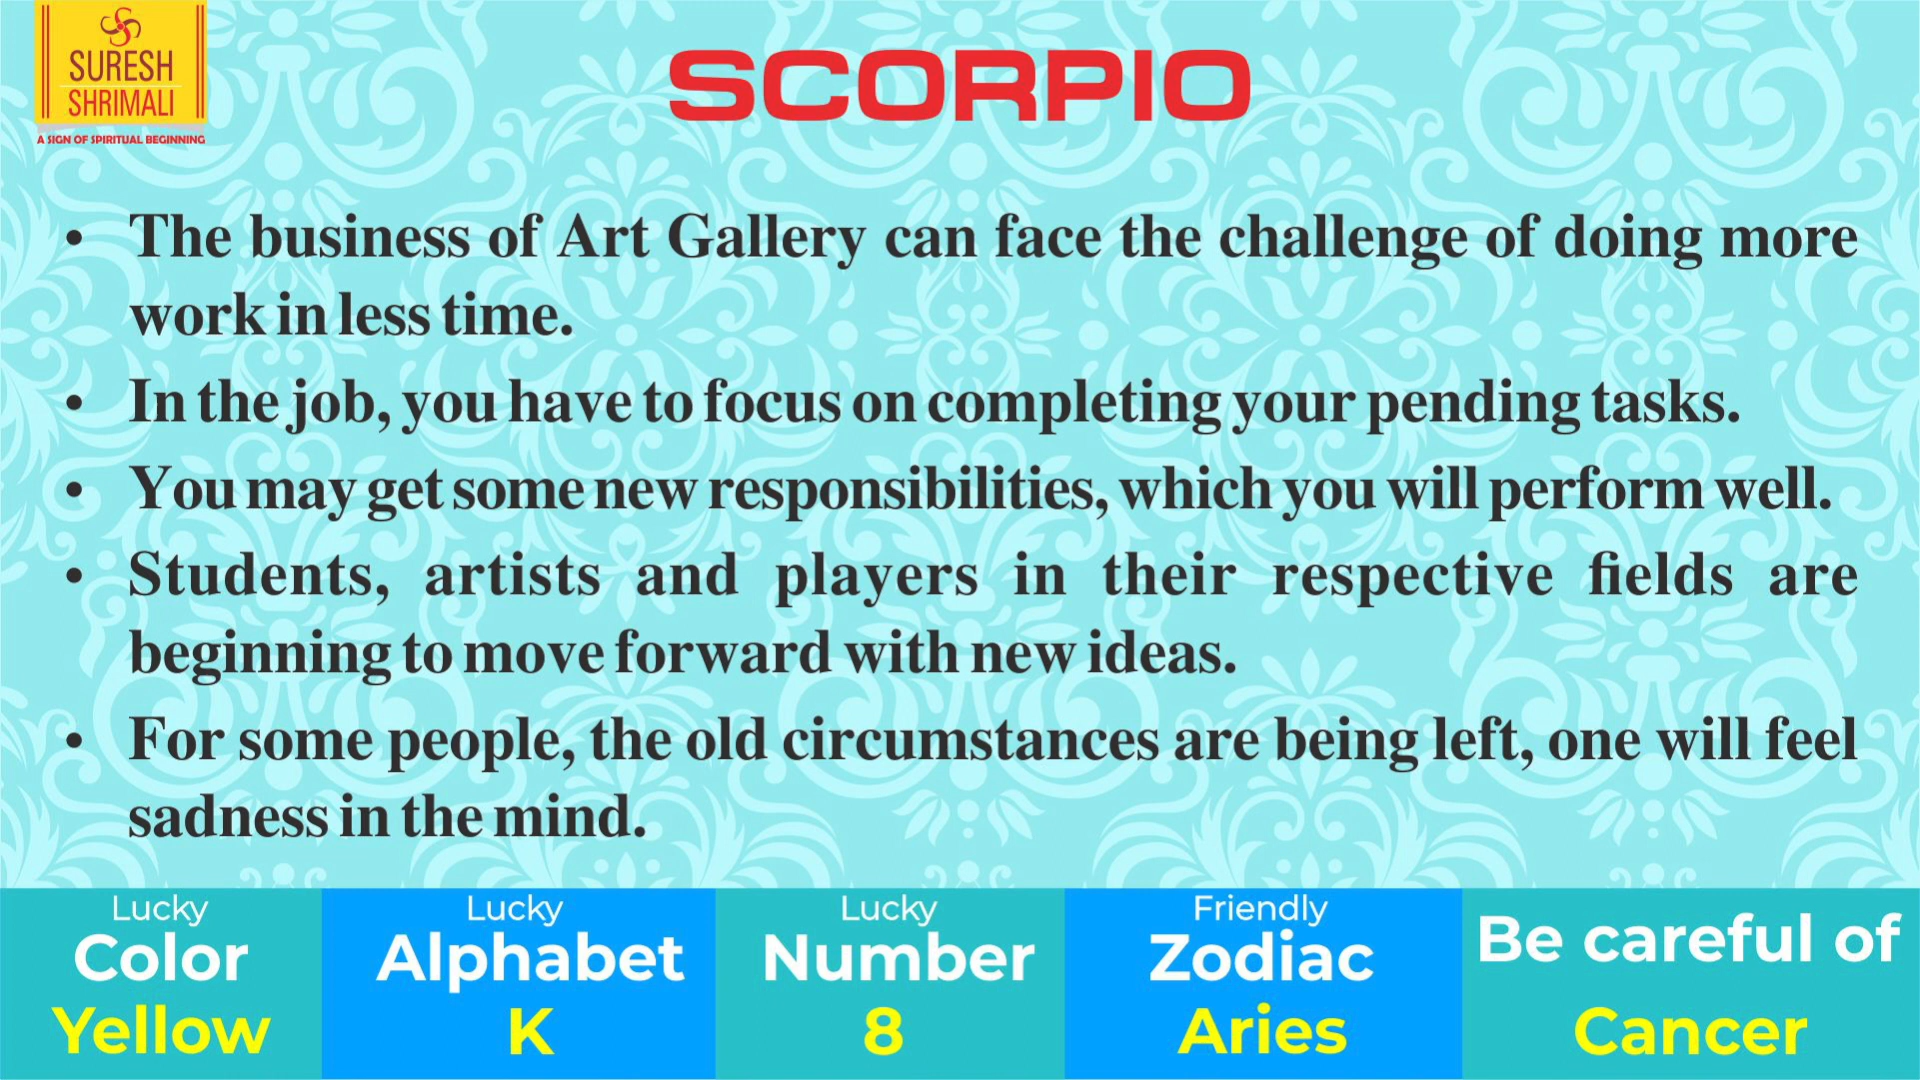 SURESH
SHRIMALI
A SIGN OF SPIRITUAL BEGINNING
SCORPIO
• The business of Art Gallery can face the challenge of doing more
work in less time.
• In the job, you have to focus on completing your pending tasks.
• You may get some new responsibilities, which you will perform well.
• Students, artists and players in their respective fields are
beginning to move forward with new ideas.
• For some people, the old circumstances are being left, one will feel
sadness in the mind.
Lucky
Color
Yellow
Lucky
Alphabet
K
Lucky
Number
8
Friendly
Zodiac
Aries
Be careful of
Cancer